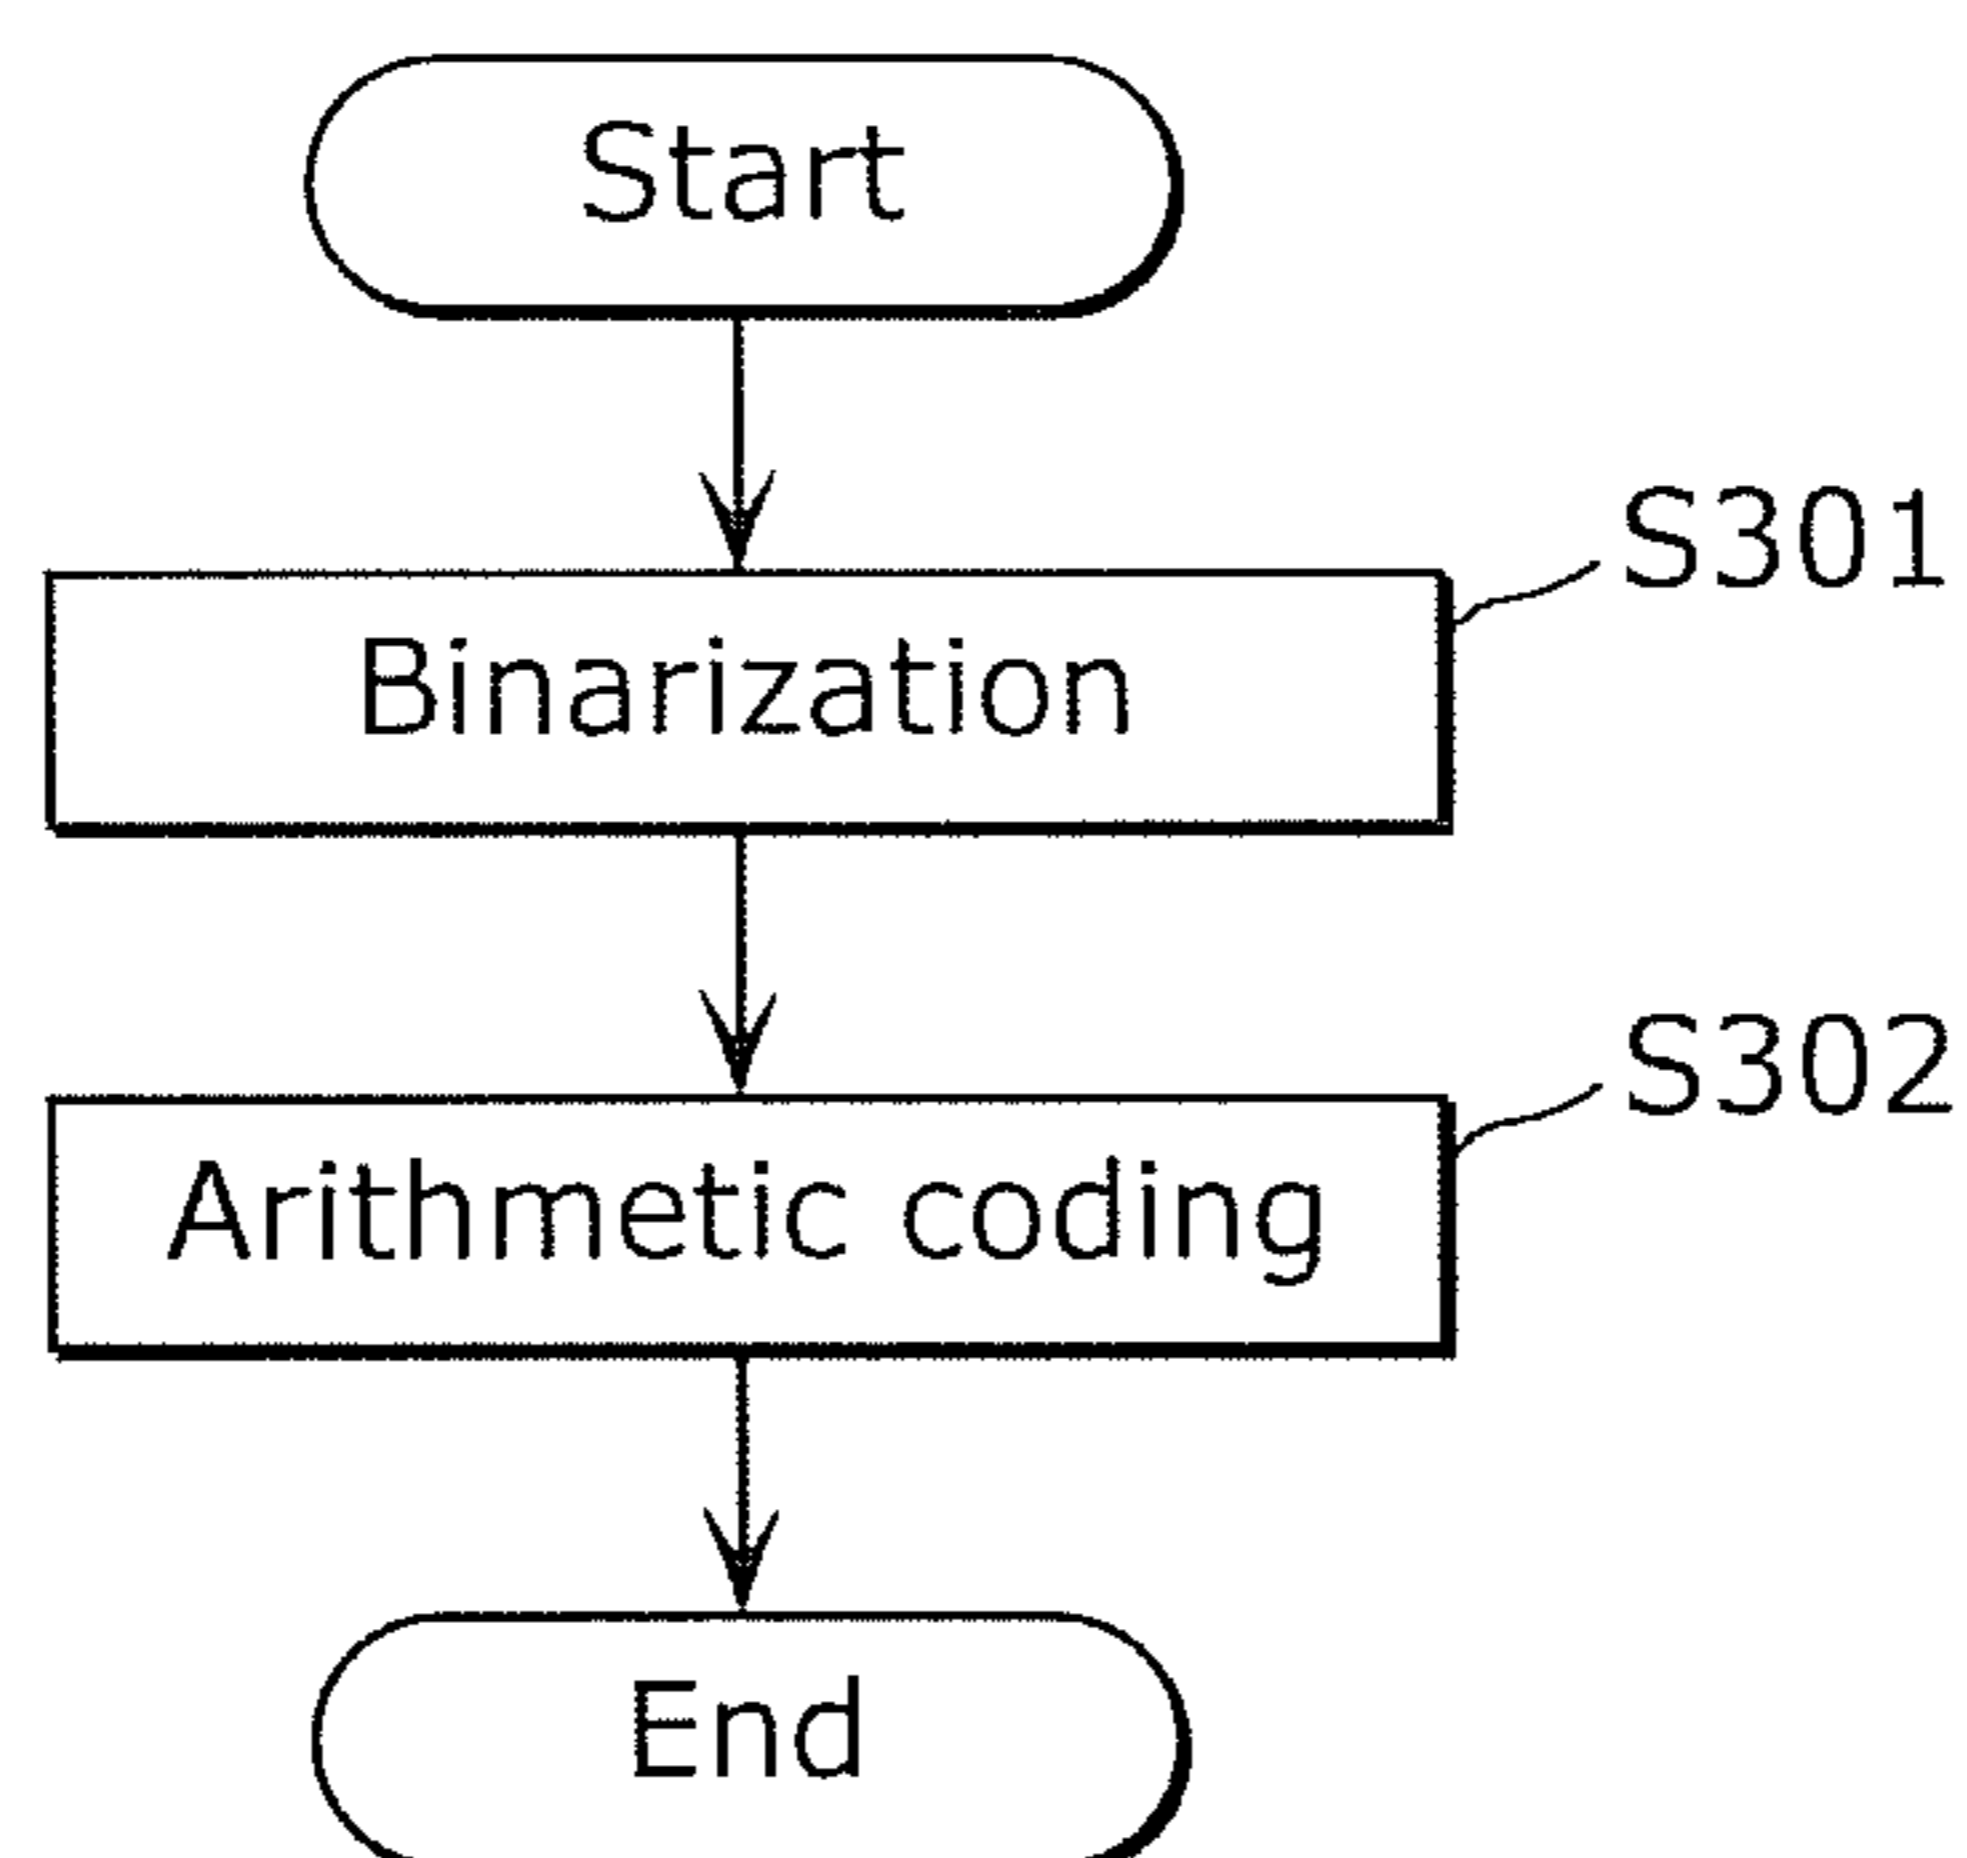 Start
S301
Binarization
S302
Arithmetic coding
End